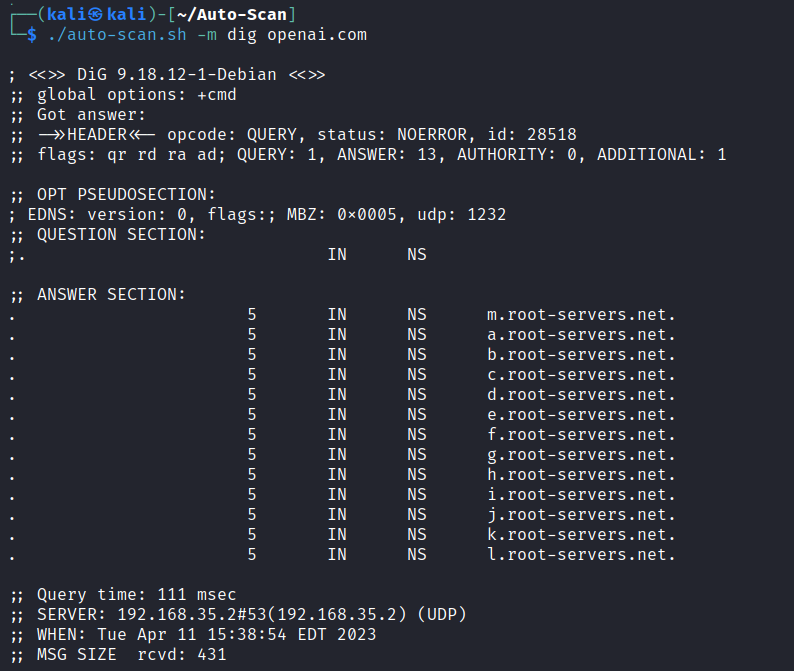 ┌──(kali㉿kali)-[~/Auto-Scan]
└─$ ./auto-scan.sh -m dig openai.com
; <<>> DiG 9.18.12-1-Debian <<>>
;; global options: +cmd
;; Got answer:
;; ->>HEADER<<- opcode: QUERY, status: NOERROR, id: 28518
;; flags: qr rd ra ad; QUERY: 1, ANSWER: 13, AUTHORITY: 0, ADDITIONAL: 1
;; OPT PSEUDOSECTION:
; EDNS: version: 0, flags:; MBZ: 0x0005, udp: 1232
;; QUESTION SECTION:
;. IN NS
;; ANSWER SECTION:
. 5 IN NS m.root-servers.net.
. 5 IN NS a.root-servers.net.
. 5 IN NS b.root-servers.net.
. 5 IN NS c.root-servers.net.
. 5 IN NS d.root-servers.net.
. 5 IN NS e.root-servers.net.
. 5 IN NS f.root-servers.net.
. 5 IN NS g.root-servers.net.
. 5 IN NS h.root-servers.net.
. 5 IN NS i.root-servers.net.
. 5 IN NS j.root-servers.net.
. 5 IN NS k.root-servers.net.
. 5 IN NS l.root-servers.net.
;; Query time: 111 msec
;; SERVER: 192.168.35.2#53(192.168.35.2) (UDP)
;; WHEN: Tue Apr 11 15:38:54 EDT 2023
;; MSG SIZE  rcvd: 431